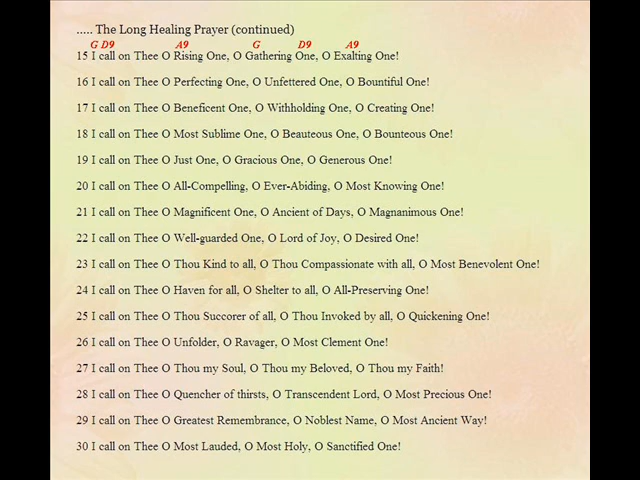 ..... The Long Healing Prayer (continued)
G D9 A9 G D9 A9
15 I call on Thee O Rising One, O Gathering One, O Exalting One!
16 I call on Thee O Perfecting One, O Unfettered One, O Bountiful One!
17 I call on Thee O Beneficent One, O Withholding One, O Creating One!
18 I call on Thee O Most Sublime One, O Beauteous One, O Bounteous One!
19 I call on Thee O Just One, O Gracious One, O Generous One!
20 I call on Thee O All-Compelling, O Ever-Abiding, O Most Knowing One!
21 I call on Thee O Magnificent One, O Ancient of Days, O Magnanimous One!
22 I call on Thee O Well-guarded One, O Lord of Joy, O Desired One!
23 I call on Thee O Thou Kind to all, O Thou Compassionate with all, O Most Benevolent One!
24 I call on Thee O Haven for all, O Shelter to all, O All-Preserving One!
25 I call on Thee O Thou Succorer of all, O Thou Invoked by all, O Quickening One!
26 I call on Thee O Unfolder, O Ravager, O Most Clement One!
27 I call on Thee O Thou my Soul, O Thou my Beloved, O Thou my Faith!
28 I call on Thee O Quencher of thirsts, O Transcendent Lord, O Most Precious One!
29 I call on Thee O Greatest Remembrance, O Noblest Name, O Most Ancient Way!
30 I call on Thee O Most Lauded, O Most Holy, O Sanctified One!